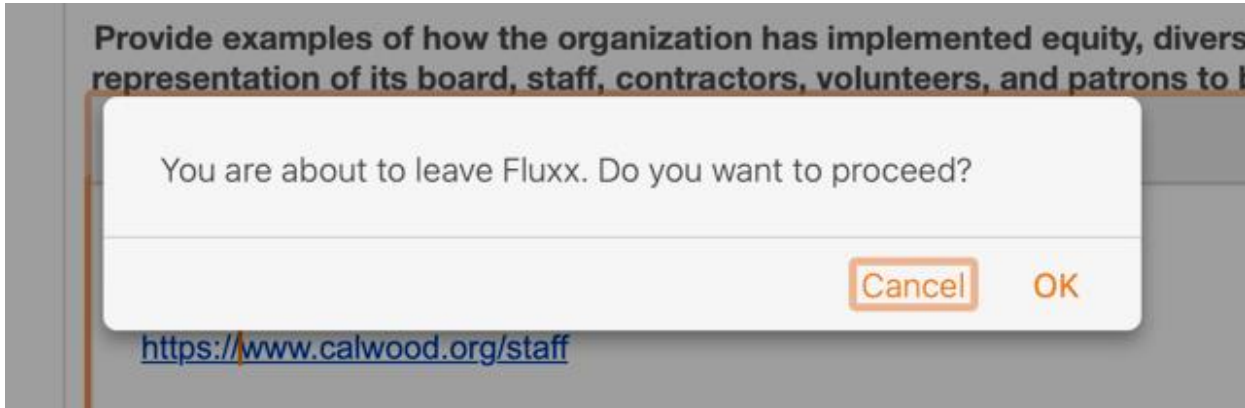 Provide examples of how the organization has implemented equity, divers
representation of its board, staff, contractors, volunteers, and patrons to b
You are about to leave Fluxx. Do you want to proceed?
Cancel OK
https://www.calwood.org/staff